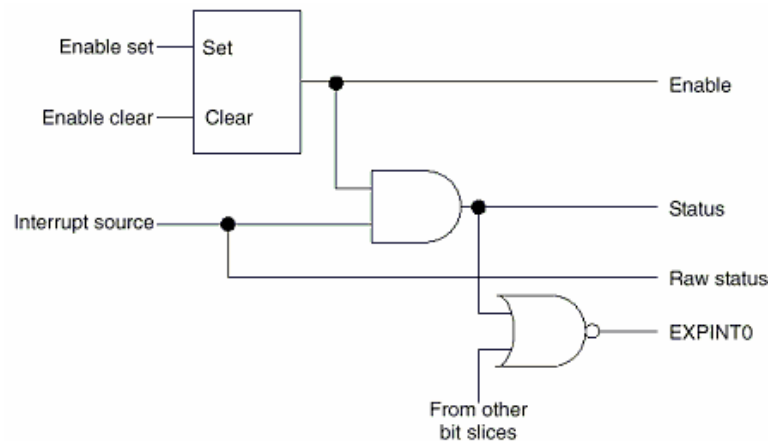 Enable set
Set
Enable
Enable clear
Clear
Status
Interrupt source
Raw status
EXPINT0
From other
bit slices